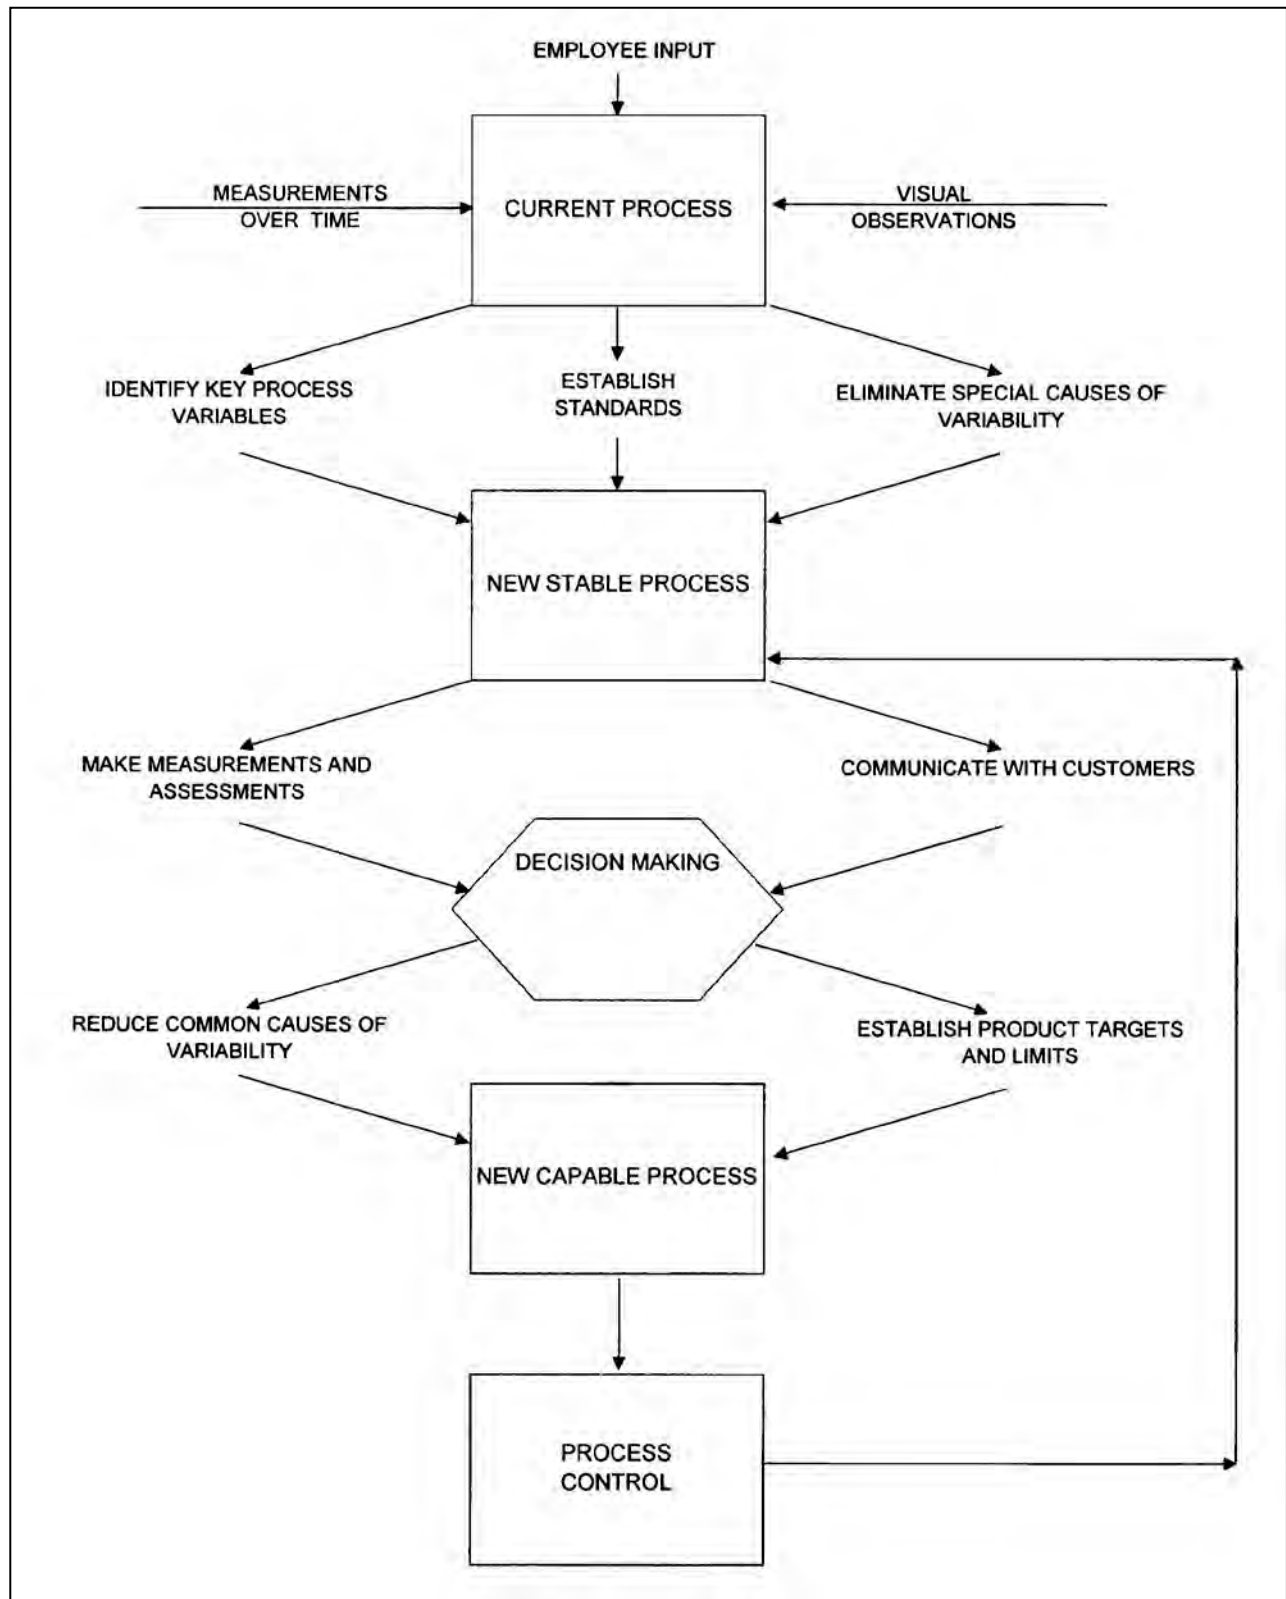 EMPLOYEE INPUT
MEASUREMENTS
OVER TIME
CURRENT PROCESS
VISUAL
OBSERVATIONS
IDENTIFY KEY PROCESS
VARIABLES
ESTABLISH
STANDARDS
ELIMINATE SPECIAL CAUSES OF
VARIABILITY
NEW STABLE PROCESS
MAKE MEASUREMENTS AND
ASSESSMENTS
COMMUNICATE WITH CUSTOMERS
DECISION MAKING
REDUCE COMMON CAUSES OF
VARIABILITY
ESTABLISH PRODUCT TARGETS
AND LIMITS
NEW CAPABLE PROCESS
PROCESS
CONTROL